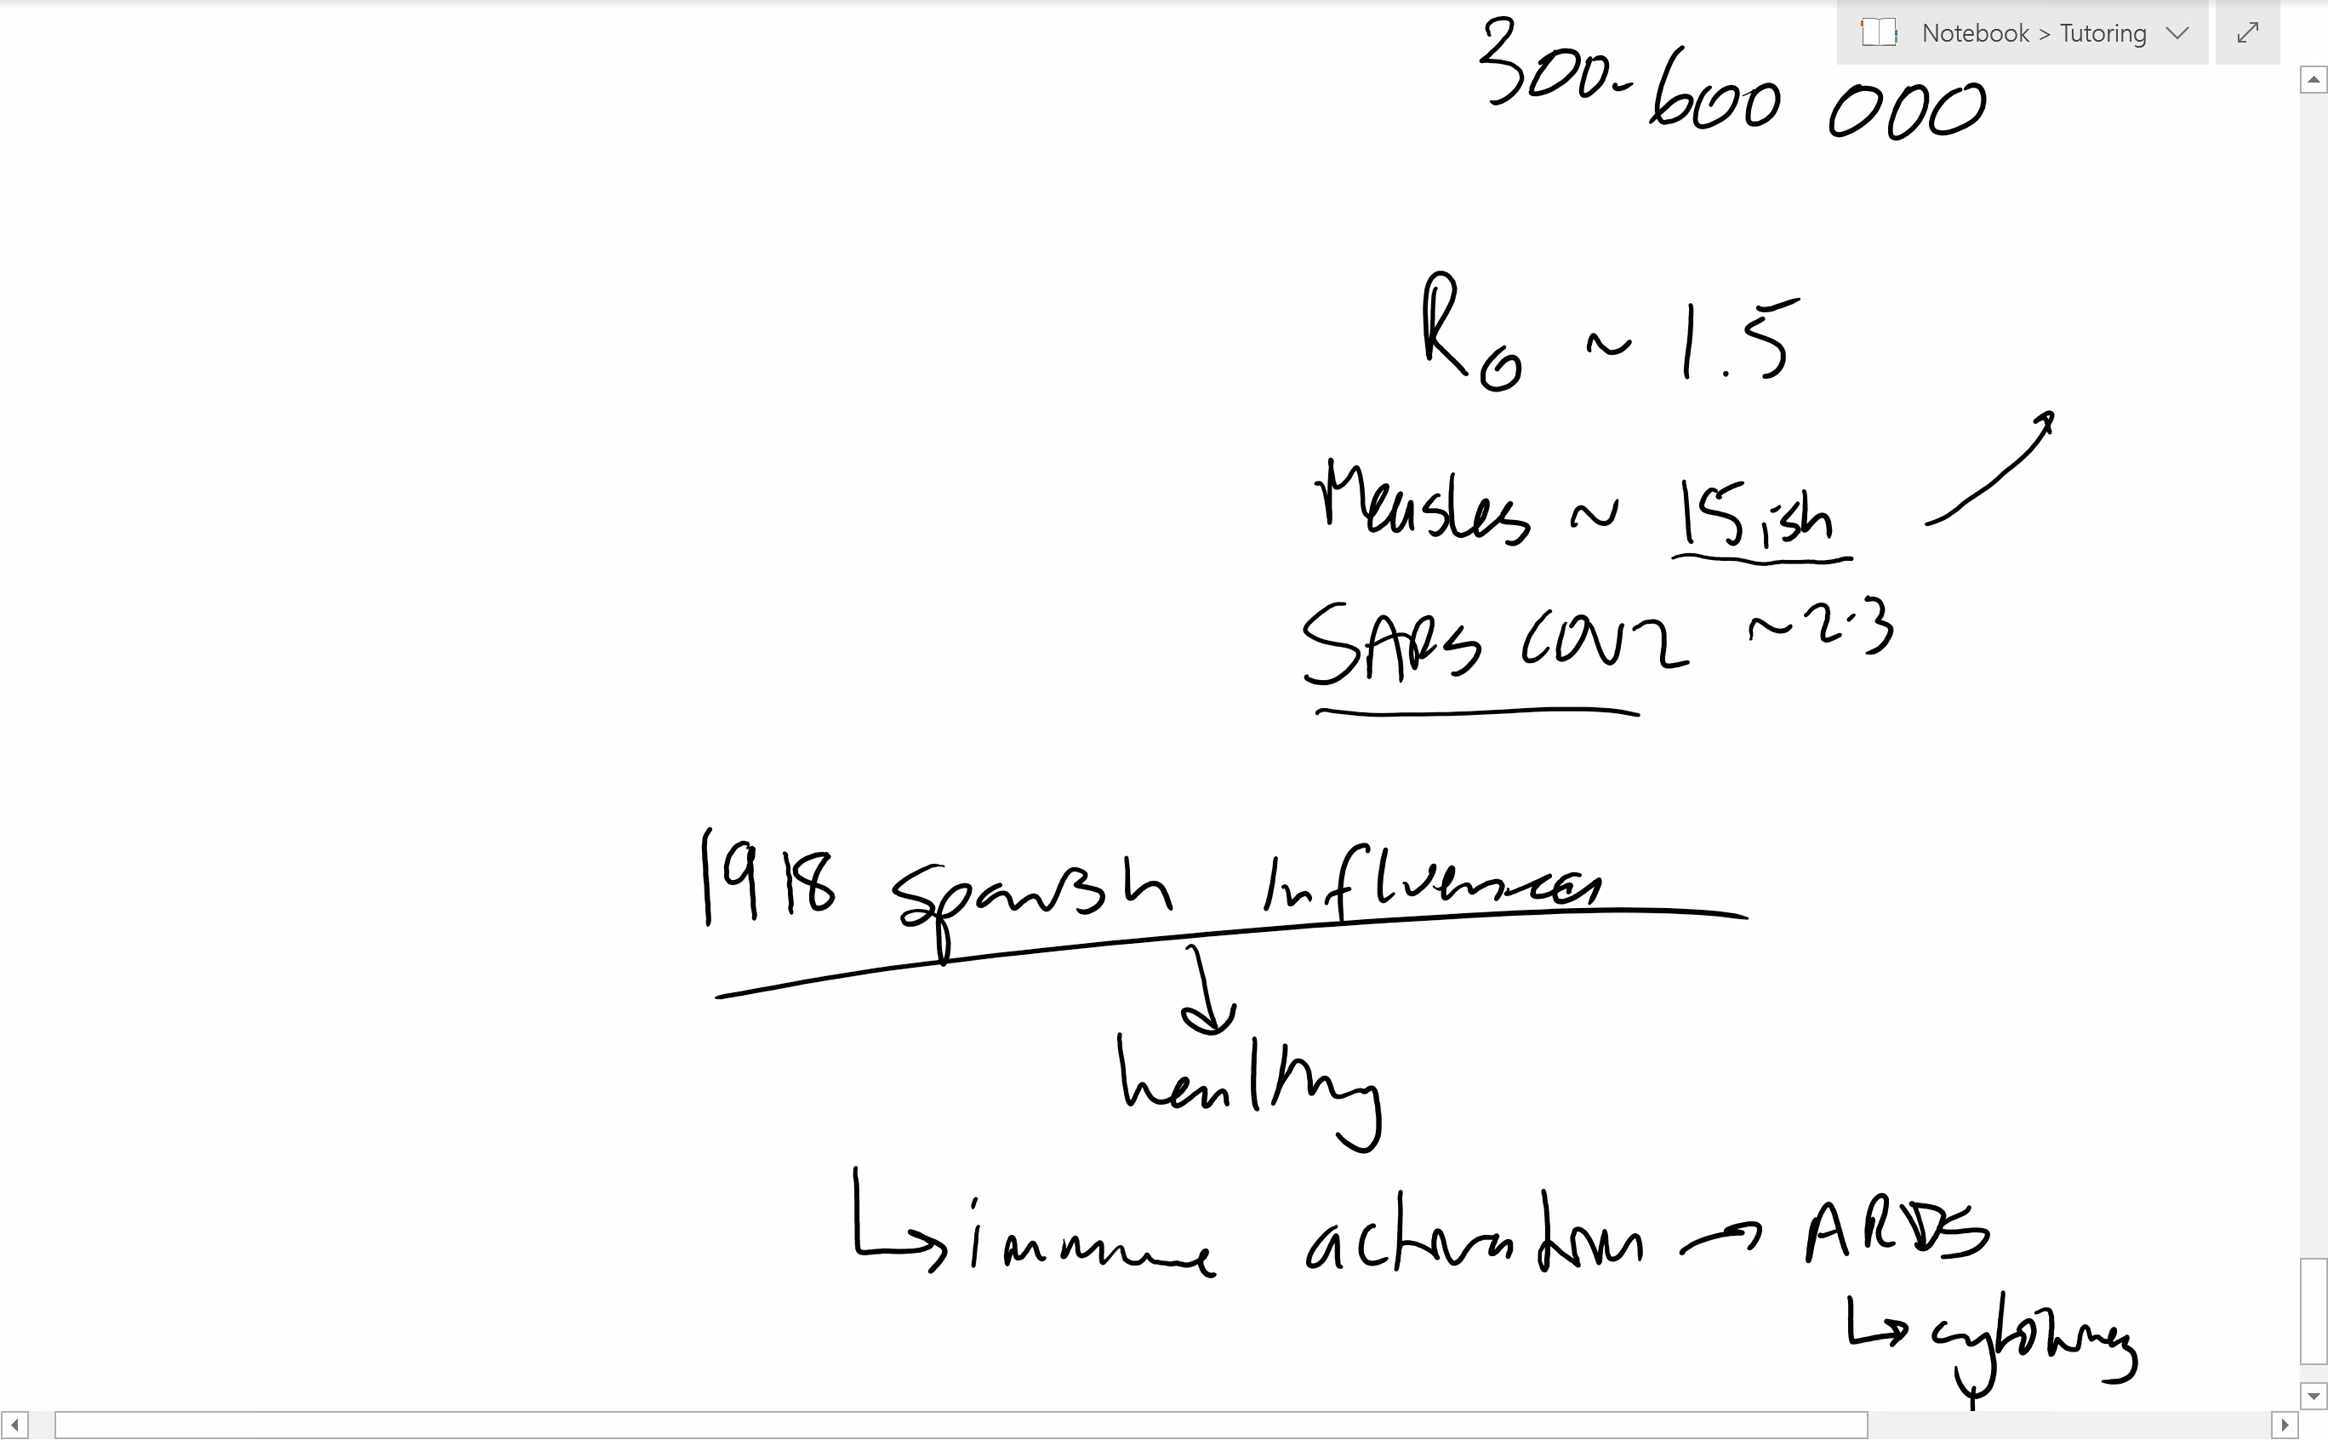 Notebook > Tutoring
300-600 000
R0 ~ 1.5
Measles ~ 15ish
SARS COV2 ~2.3
1918 Spanish Influenza
healthy
immune activation → ARDS
↳ cytokines